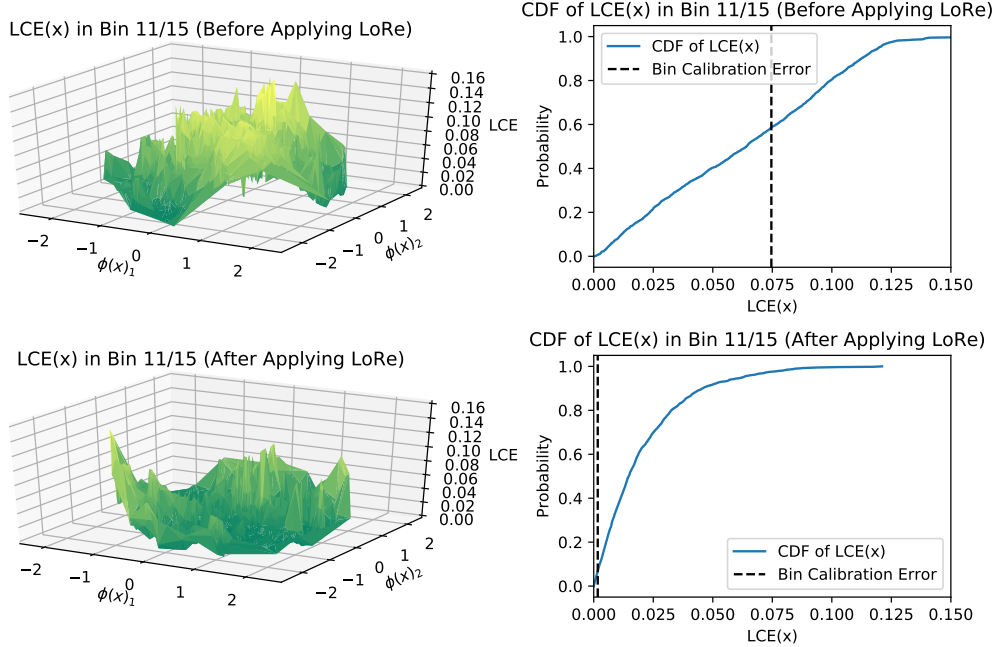 LCE(x) in Bin 11/15 (Before Applying LoRe)
0.16
0.14
0.12
0.10
0.08
0.06
0.04
0.02
0.00
LCE
−2
−1
0
1
2
ϕ(x)₁
−2
−1
0
1
2
ϕ(x)₂
CDF of LCE(x) in Bin 11/15 (Before Applying LoRe)
CDF of LCE(x)
Bin Calibration Error
1.0
0.8
0.6
0.4
0.2
0.0
Probability
0.000 0.025 0.050 0.075 0.100 0.125 0.150
LCE(x)
LCE(x) in Bin 11/15 (After Applying LoRe)
0.16
0.14
0.12
0.10
0.08
0.06
0.04
0.02
0.00
LCE
−2
−1
0
1
2
ϕ(x)₁
−2
−1
0
1
2
ϕ(x)₂
CDF of LCE(x) in Bin 11/15 (After Applying LoRe)
1.0
0.8
0.6
0.4
0.2
0.0
Probability
CDF of LCE(x)
Bin Calibration Error
0.000 0.025 0.050 0.075 0.100 0.125 0.150
LCE(x)